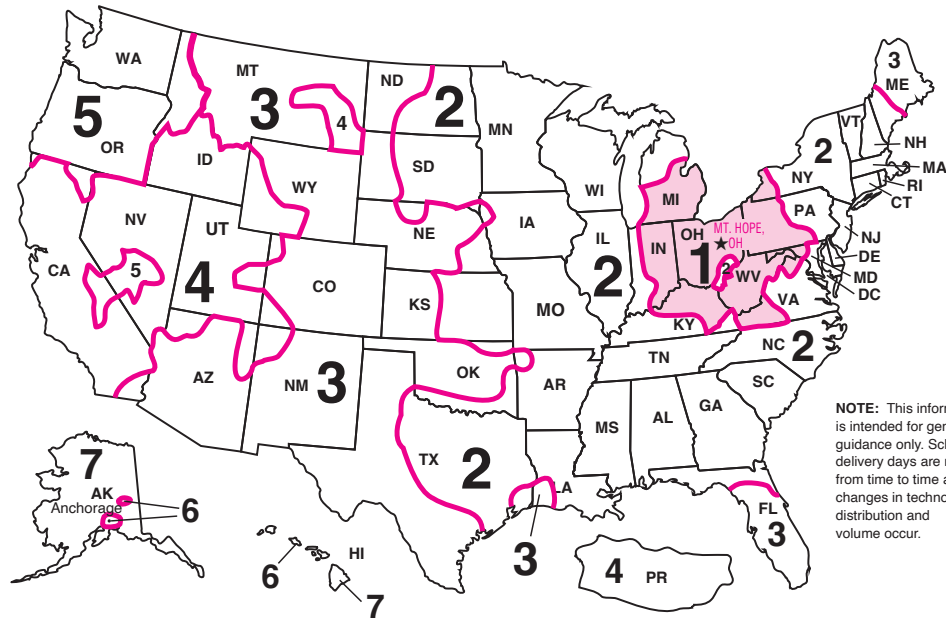 WA
MT
ND
3
ME
5
3
4
2
MN
VT
OR
ID
SD
WI
MI
NY
2
NH
MA
RI
CT
WY
NV
UT
NE
IA
IL
IN
OH
MT. HOPE,
OH
PA
NJ
DE
MD
DC
CA
5
4
CO
KS
MO
2
1
2
WV
VA
KY
AZ
NM
3
OK
AR
TN
NC
2
SC
MS
AL
GA
TX
2
LA
3
FL
3
7
AK
Anchorage
6
HI
6
7
4
PR
NOTE: This
is intended for
guidance only.
delivery days are
from time to time
changes in
distribution and
volume occur.